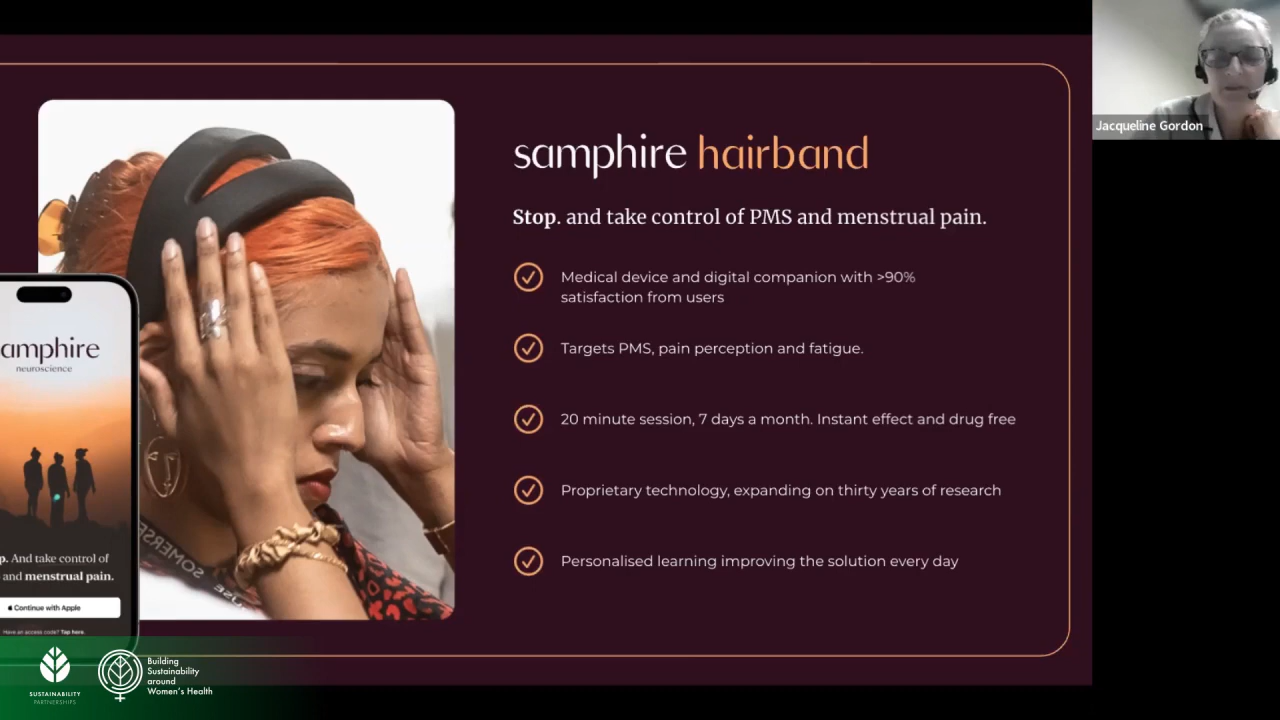 Jacqueline Gordon
samphire hairband
Stop. and take control of PMS and menstrual pain.
Medical device and digital companion with >90%
satisfaction from users
Targets PMS, pain perception and fatigue.
20 minute session, 7 days a month. Instant effect and drug free
Proprietary technology, expanding on thirty years of research
Personalised learning improving the solution every day
amphire
neuroscience
p. And take control of
and menstrual pain.
Continue with Apple
Have an access code? Tap here.
SUSTAINABILITY
PARTNERSHIPS
Building
Sustainability
around
Women's Health